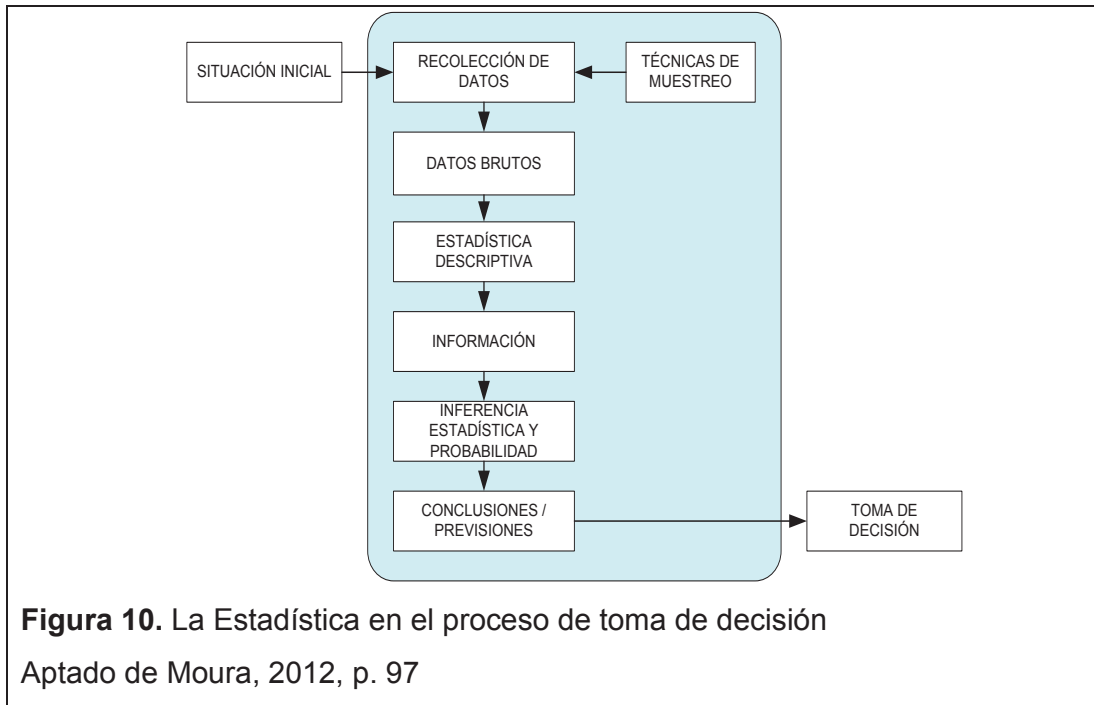 SITUACIÓN INICIAL
RECOLECCIÓN DE
DATOS
TÉCNICAS DE
MUESTREO
DATOS BRUTOS
ESTADÍSTICA
DESCRIPTIVA
INFORMACIÓN
INFERENCIA
ESTADÍSTICA Y
PROBABILIDAD
CONCLUSIONES /
PREVISIONES
TOMA DE
DECISIÓN
Figura 10. La Estadística en el proceso de toma de decisión
Aptado de Moura, 2012, p. 97